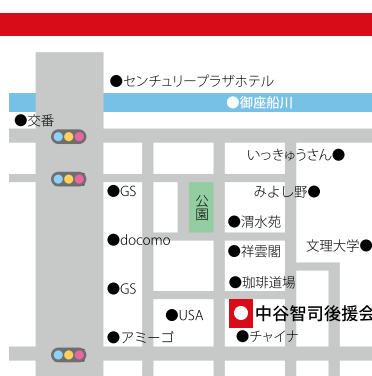 ●センチュリープラザホテル
●御座船川
●交番
いっきゅうさん●
●GS
みよし野●
公園
●渭水苑
●docomo
●祥雲閣
文理大学●
●GS
●珈琲道場
●USA
中谷智司後援会
●アミーゴ
●チャイナ